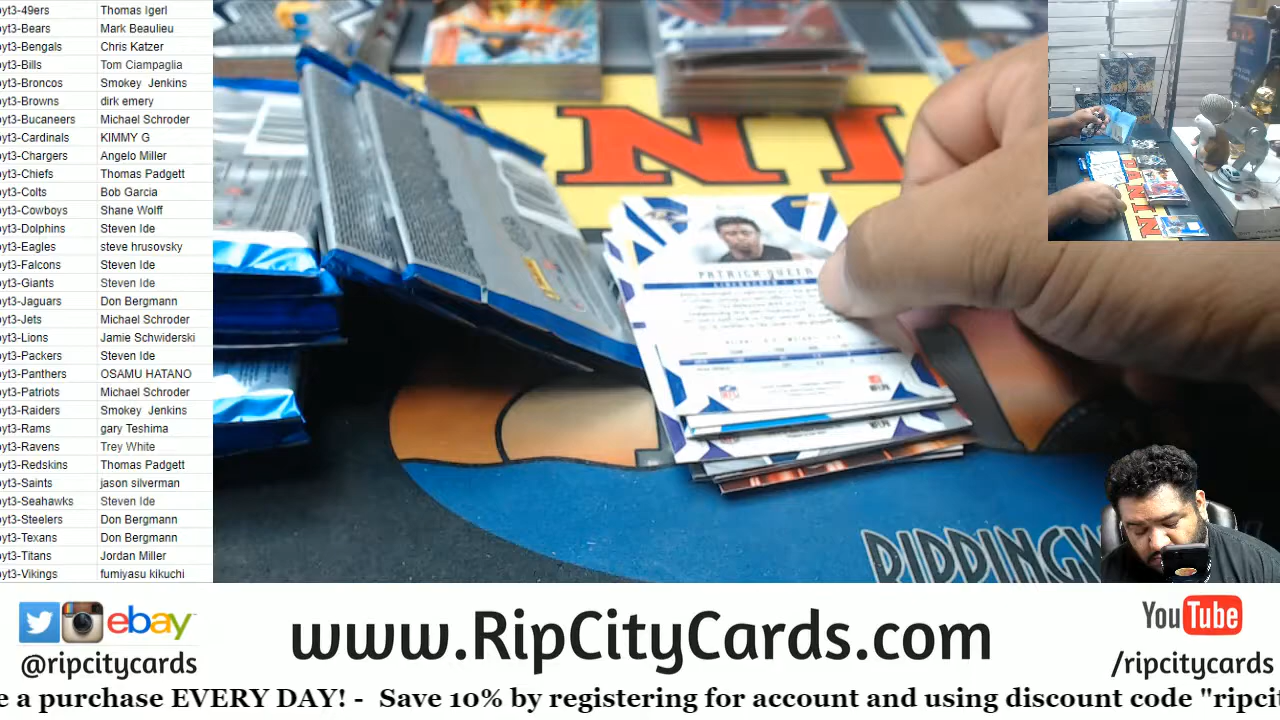 yt3-49ers Thomas Igerl
yt3-Bears Mark Beaulieu
yt3-Bengals Chris Katzer
yt3-Bills Tom Ciampaglia
yt3-Broncos Smokey Jenkins
yt3-Browns dirk emery
yt3-Bucaneers Michael Schroder
yt3-Cardinals KIMMY G
yt3-Chargers Angelo Miller
yt3-Chiefs Thomas Padgett
yt3-Colts Bob Garcia
yt3-Cowboys Shane Wolff
yt3-Dolphins Steven Ide
yt3-Eagles steve hrusovsky
yt3-Falcons Steven Ide
yt3-Giants Steven Ide
yt3-Jags Don Bergmann
yt3-Jets Michael Schroder
yt3-Lions Jamie Schwiderski
yt3-Packers Steven Ide
yt3-Panthers OSAMU HATANO
yt3-Patriots Michael Schroder
yt3-Raiders Smokey Jenkins
yt3-Rams gary Teshima
yt3-Ravens Trey White
yt3-Redskins Thomas Padgett
yt3-Saints jason silverman
yt3-Seahawks Steven Ide
yt3-Steelers Don Bergmann
yt3-Texans Don Bergmann
yt3-Titans Jordan Miller
yt3-Vikings fumiyasu kikuchi
PANINI
PATRICK QUEEN
RIPPINGW
ebay
@ripcitycards
www.RipCityCards.com
YouTube
/ripcitycards
e a purchase EVERY DAY! - Save 10% by registering for account and using discount code "ripci